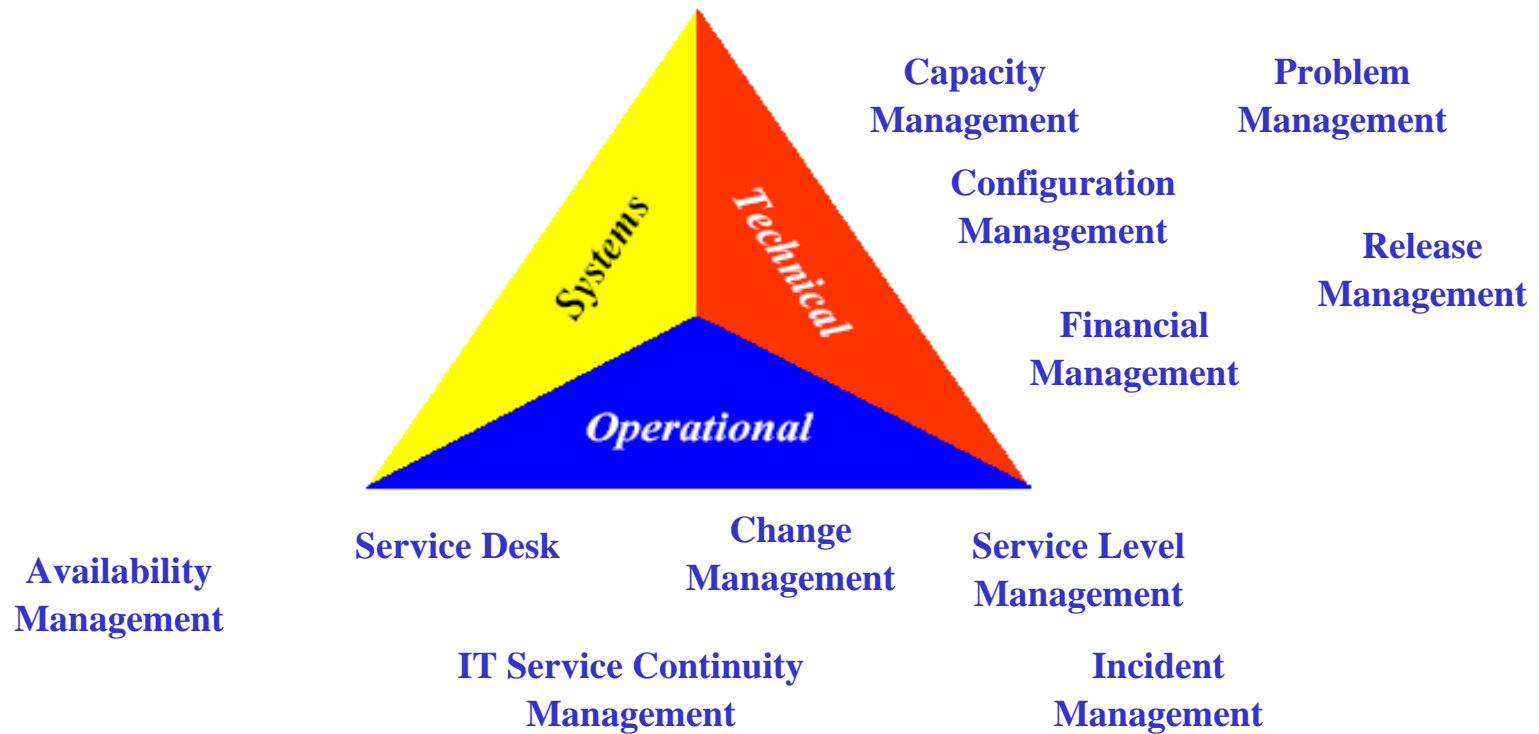 Capacity
Management
Problem
Management
Configuration
Management
Release
Management
Financial
Management
Systems
Technical
Operational
Service Desk
Change
Management
Service Level
Management
Availability
Management
IT Service Continuity
Management
Incident
Management